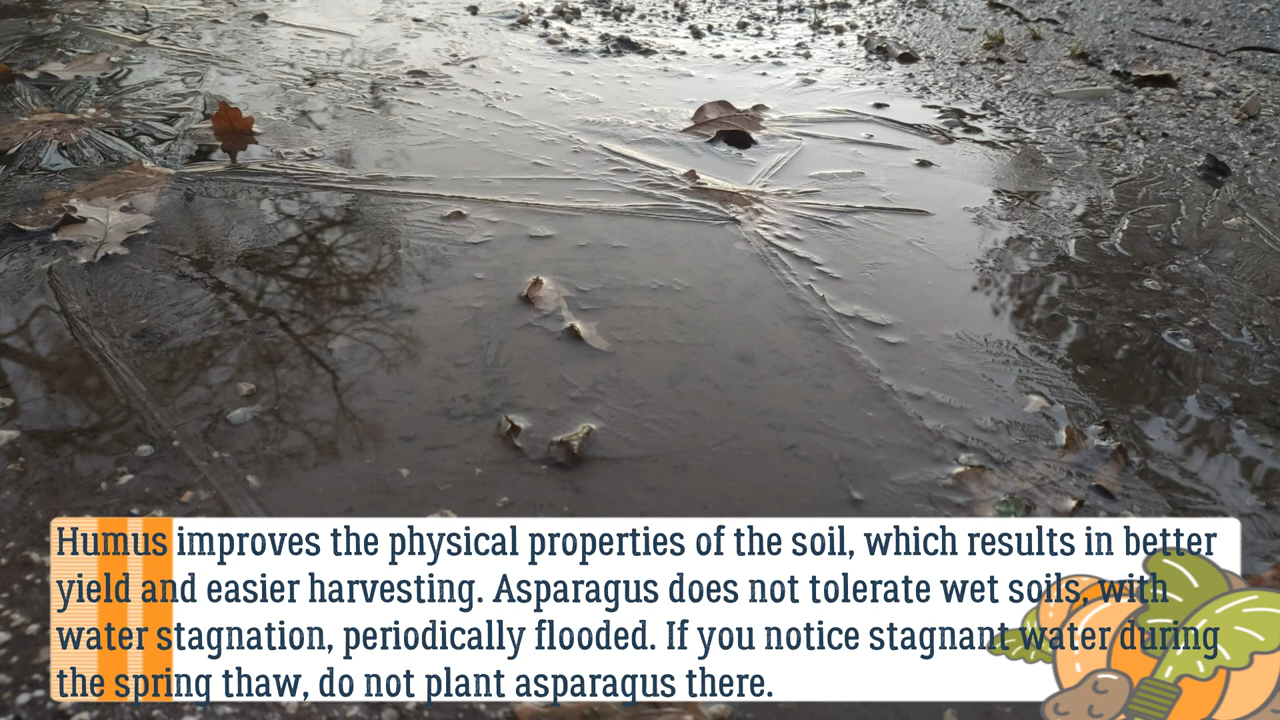 Humus improves the physical properties of the soil, which results in better
yield and easier harvesting. Asparagus does not tolerate wet soils, with
water stagnation, periodically flooded. If you notice stagnant water during
the spring thaw, do not plant asparagus there.